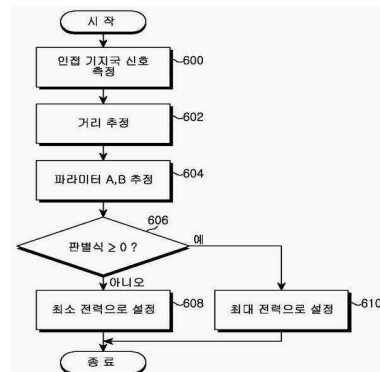 시 작
인접 기지국 신호
측정
600
거리 추정
602
파라미터 A,B 추정
604
606
판별식 ≥ 0 ?
예
아니오
최소 전력으로 설정
608
최대 전력으로 설정
610
종 료